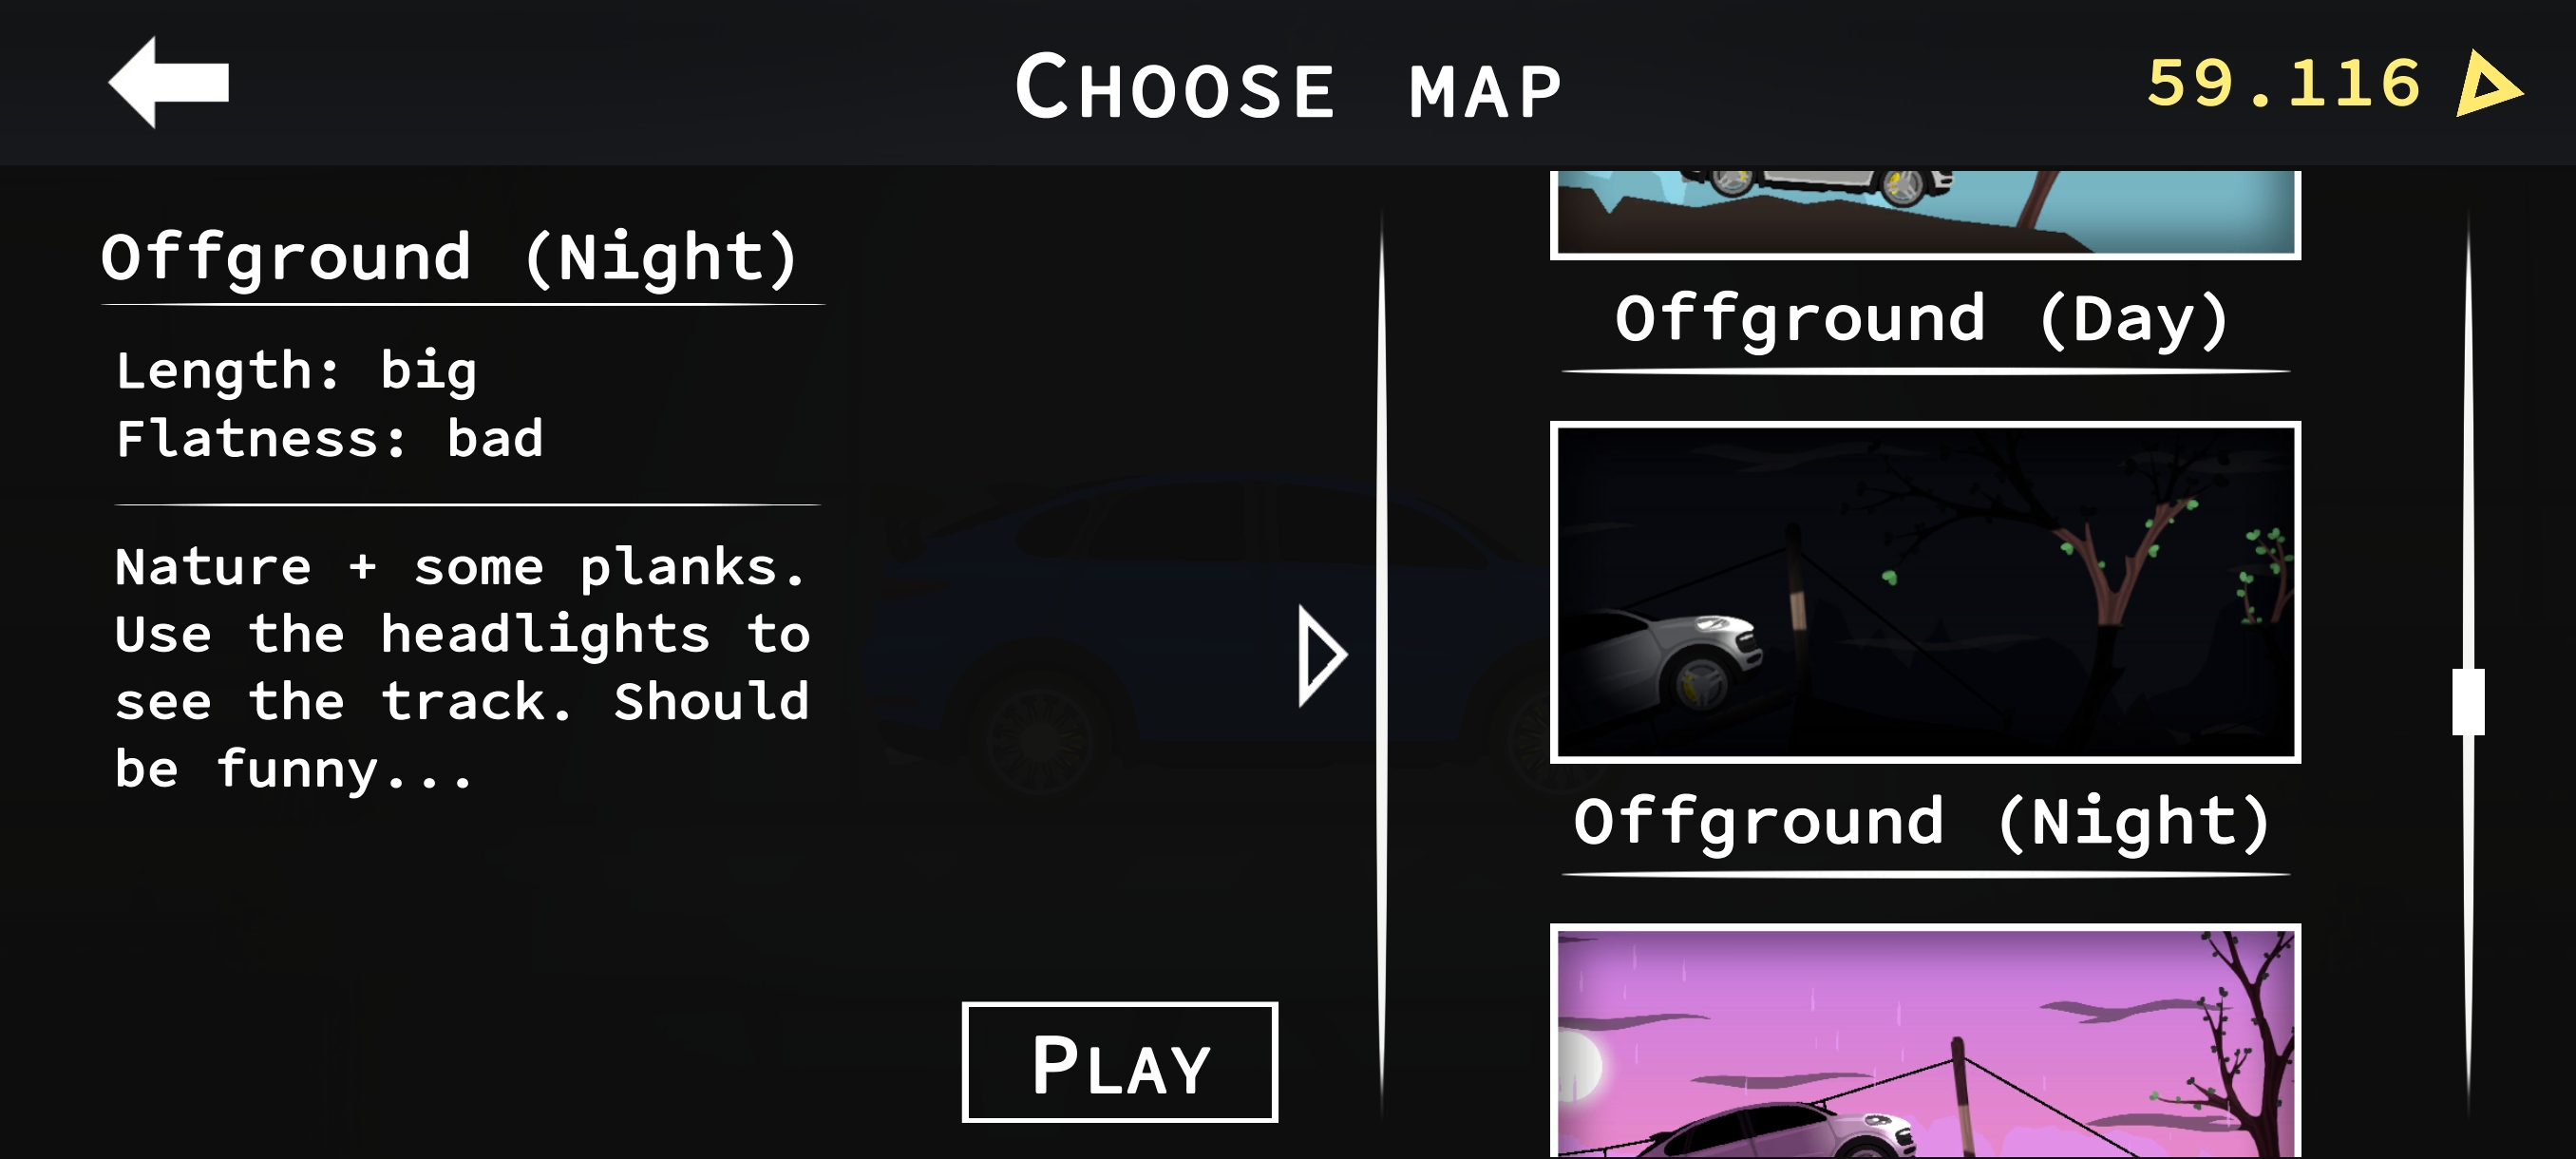 Choose map
59.116
Offground (Night)
Length: big
Flatness: bad
Nature + some planks.
Use the headlights to
see the track. Should
be funny...
Play
Offground (Day)
Offground (Night)